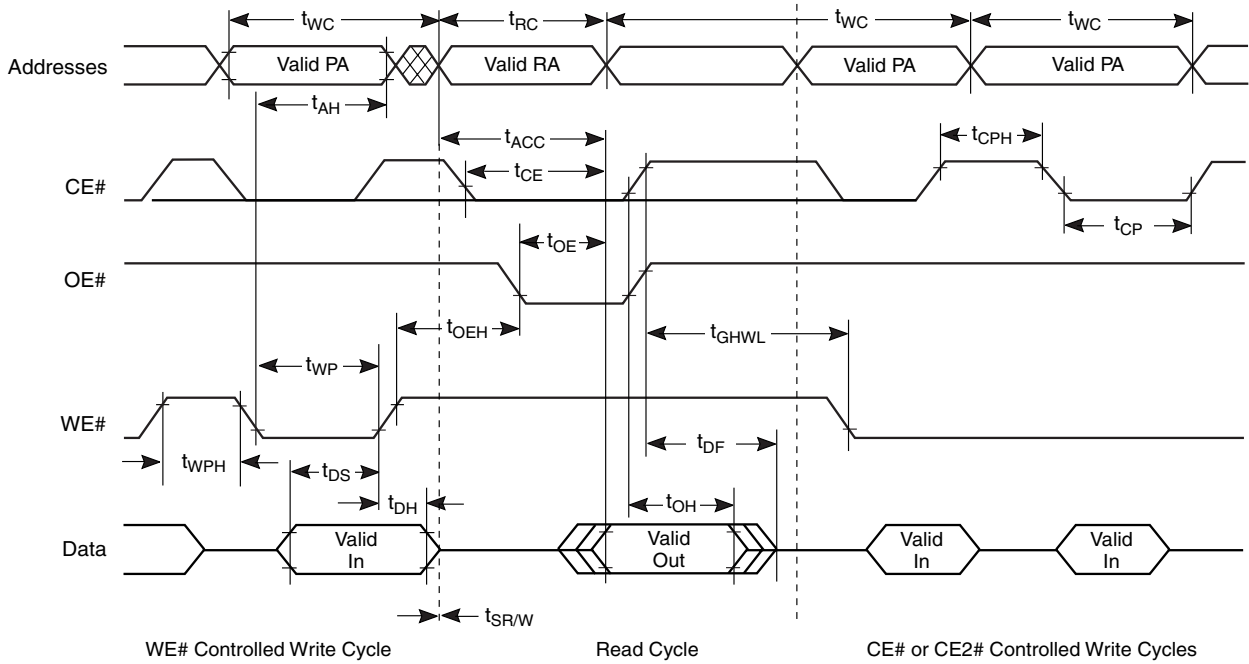 tWC tRC tWC tWC
Addresses Valid PA Valid RA Valid PA Valid PA
tAH
tACC tCPH
CE# tCE
tCP
tOE
OE#
tOEH tGHWL
tWP
WE#
tWPH tDS tDF
tDH tOH
Data Valid In Valid Out Valid In Valid In
tSR/W
WE# Controlled Write Cycle Read Cycle CE# or CE2# Controlled Write Cycles